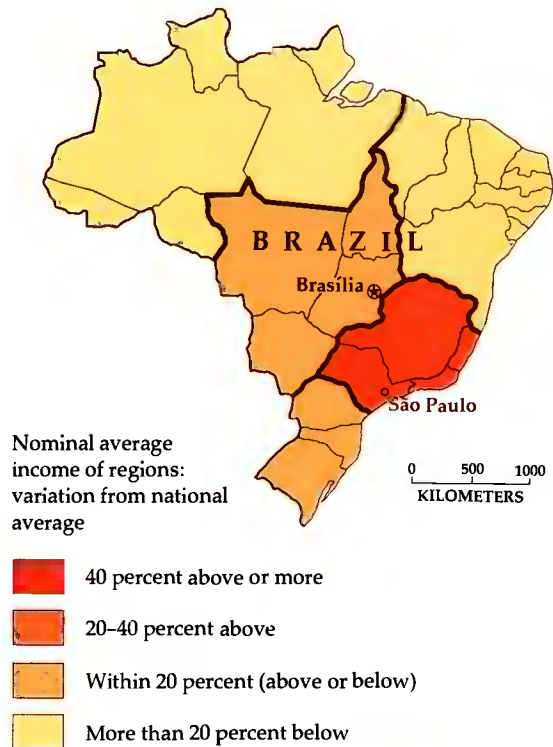 BRAZIL
Brasília
São Paulo
Nominal average
income of regions:
variation from national
average
0 500 1000
KILOMETERS
40 percent above or more
20–40 percent above
Within 20 percent (above or below)
More than 20 percent below